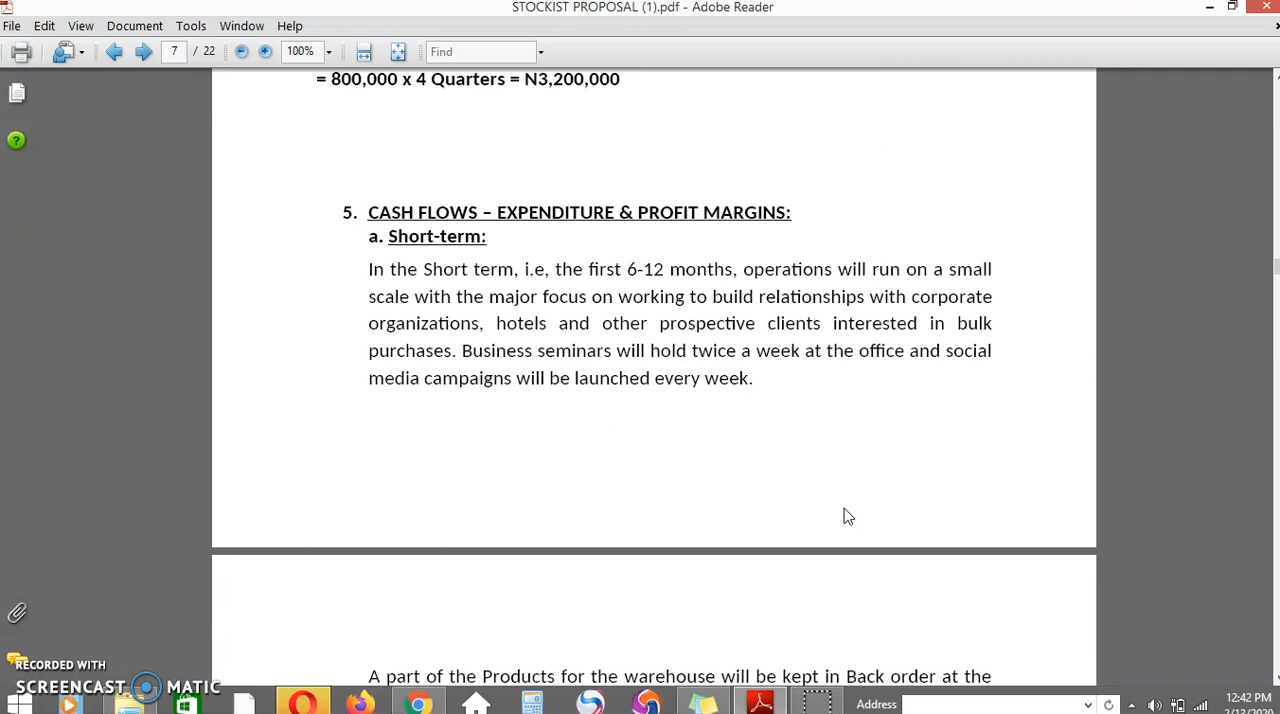 STOCKIST PROPOSAL (1).pdf - Adobe Reader
File Edit View Document Tools Window Help
7 / 22 100% Find
= 800,000 x 4 Quarters = N3,200,000
5. CASH FLOWS – EXPENDITURE & PROFIT MARGINS:
a. Short-term:
In the Short term, i.e, the first 6-12 months, operations will run on a small
scale with the major focus on working to build relationships with corporate
organizations, hotels and other prospective clients interested in bulk
purchases. Business seminars will hold twice a week at the office and social
media campaigns will be launched every week.
A part of the Products for the warehouse will be kept in Back order at the
RECORDED WITH
SCREENCAST MATIC
Address
12:42 PM
2/13/2020